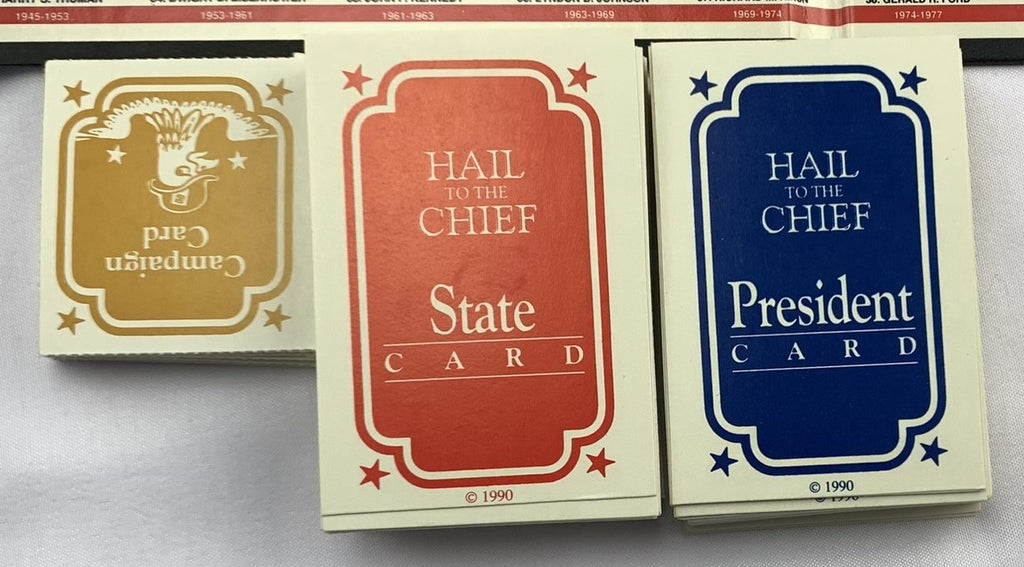 1945-1953
1953-1961
1961-1963
1963-1969
1969-1974
1974-1977
Campaign
Card
HAIL
TO THE
CHIEF
State
CARD
© 1990
HAIL
TO THE
CHIEF
President
CARD
© 1990